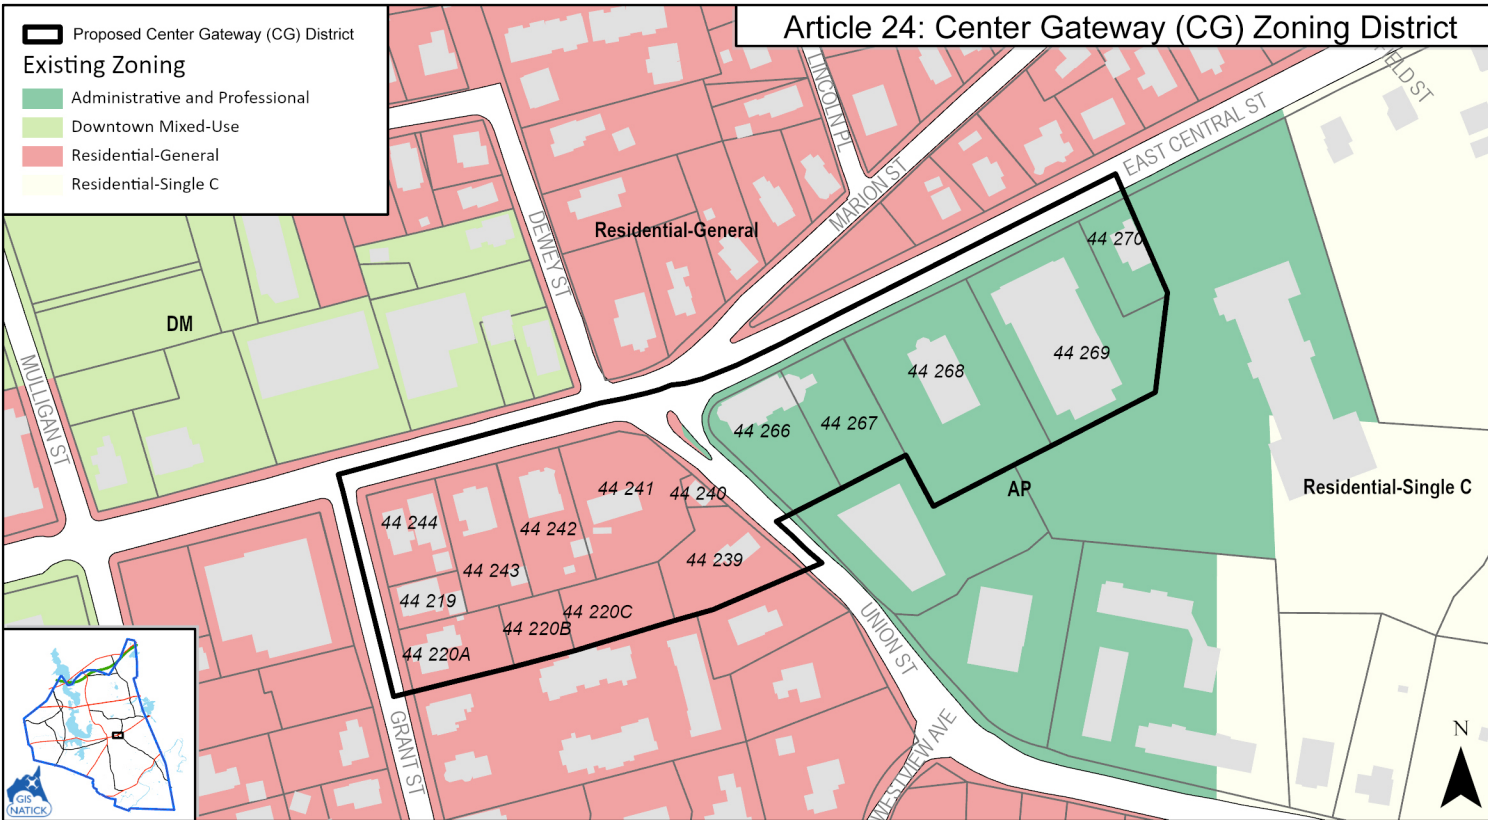 Article 24: Center Gateway (CG) Zoning District
Proposed Center Gateway (CG) District
Existing Zoning
Administrative and Professional
Downtown Mixed-Use
Residential-General
Residential-Single C
LINCOLN PL
EAST CENTRAL ST
MARION ST
DEWEY ST
Residential-General
44 270
DM
MULLIGAN ST
44 269
44 268
44 267
44 266
AP
Residential-Single C
44 241
44 240
44 244
44 242
44 239
44 243
44 219
44 220C
44 220B
44 220A
UNION ST
GRANT ST
WESTVIEW AVE
N
GIS
NATICK